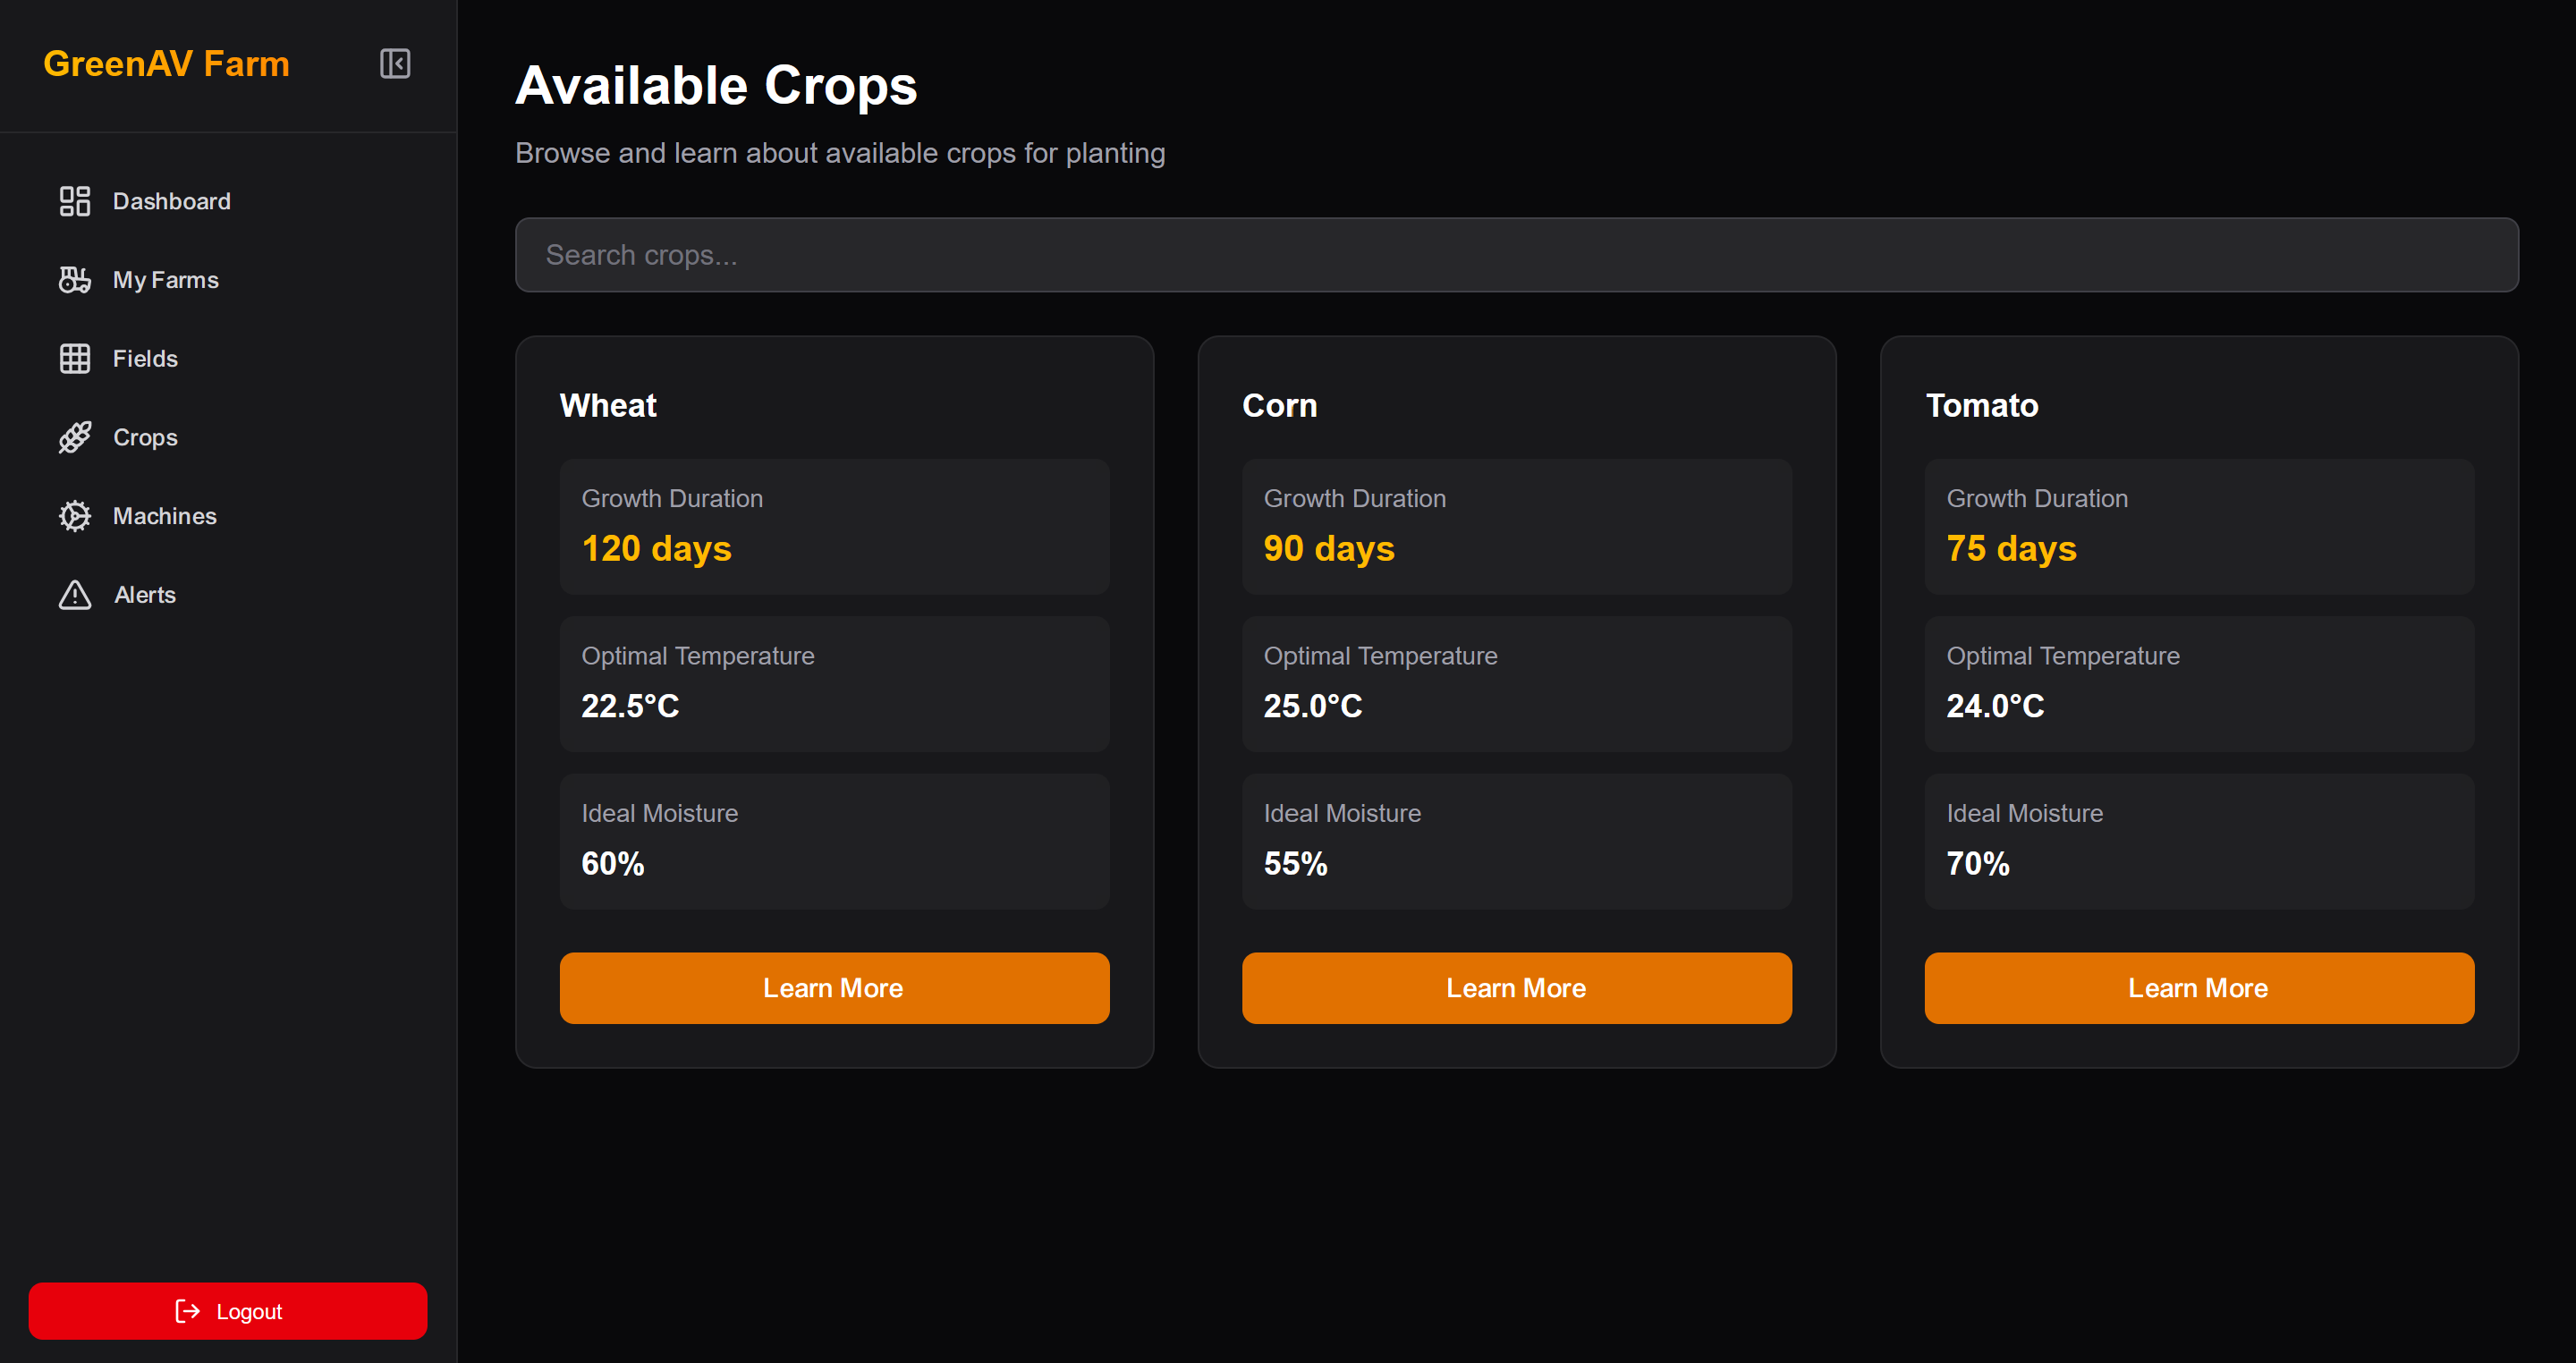 GreenAV Farm
Dashboard
My Farms
Fields
Crops
Machines
Alerts
Logout
Available Crops
Browse and learn about available crops for planting
Search crops...
Wheat
Growth Duration
120 days
Optimal Temperature
22.5°C
Ideal Moisture
60%
Learn More
Corn
Growth Duration
90 days
Optimal Temperature
25.0°C
Ideal Moisture
55%
Learn More
Tomato
Growth Duration
75 days
Optimal Temperature
24.0°C
Ideal Moisture
70%
Learn More